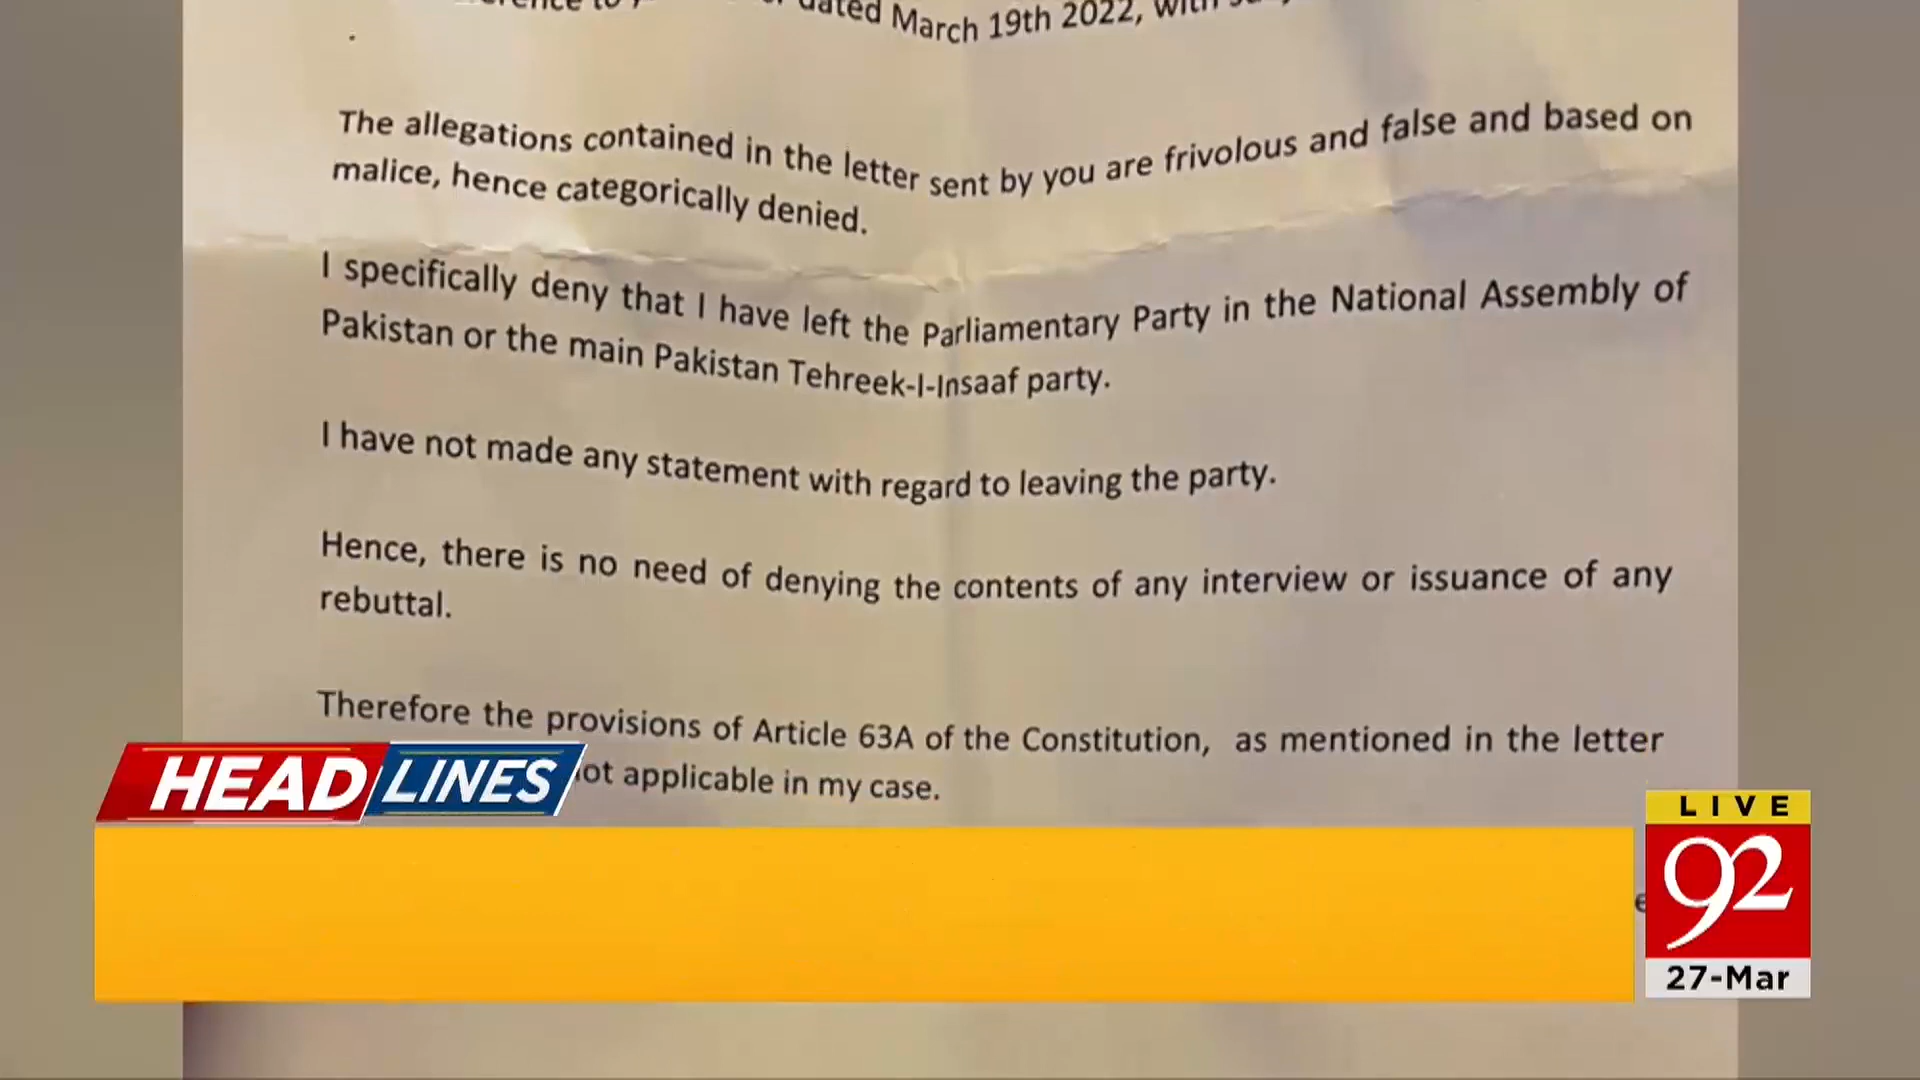 dated March 19th 2022, with
The allegations contained in the letter sent by you are frivolous and false and based on
malice, hence categorically denied.
I specifically deny that I have left the Parliamentary Party in the National Assembly of
Pakistan or the main Pakistan Tehreek-I-Insaaf party.
I have not made any statement with regard to leaving the party.
Hence, there is no need of denying the contents of any interview or issuance of any
rebuttal.
Therefore the provisions of Article 63A of the Constitution, as mentioned in the letter
applicable in my case.
HEADLINES
LIVE
92
27-Mar